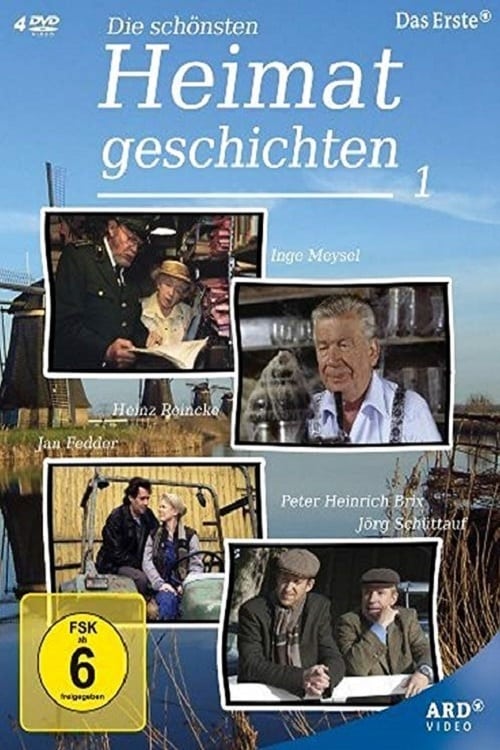 4 DVD
VIDEO
Die schönsten
Das Erste
Heimat
geschichten
1
Inge Meysel
Heinz Reincke
Jan Fedder
Peter Heinrich Brix
Jörg Schüttauf
FSK
ab
6
freigegeben
ARD
VIDEO